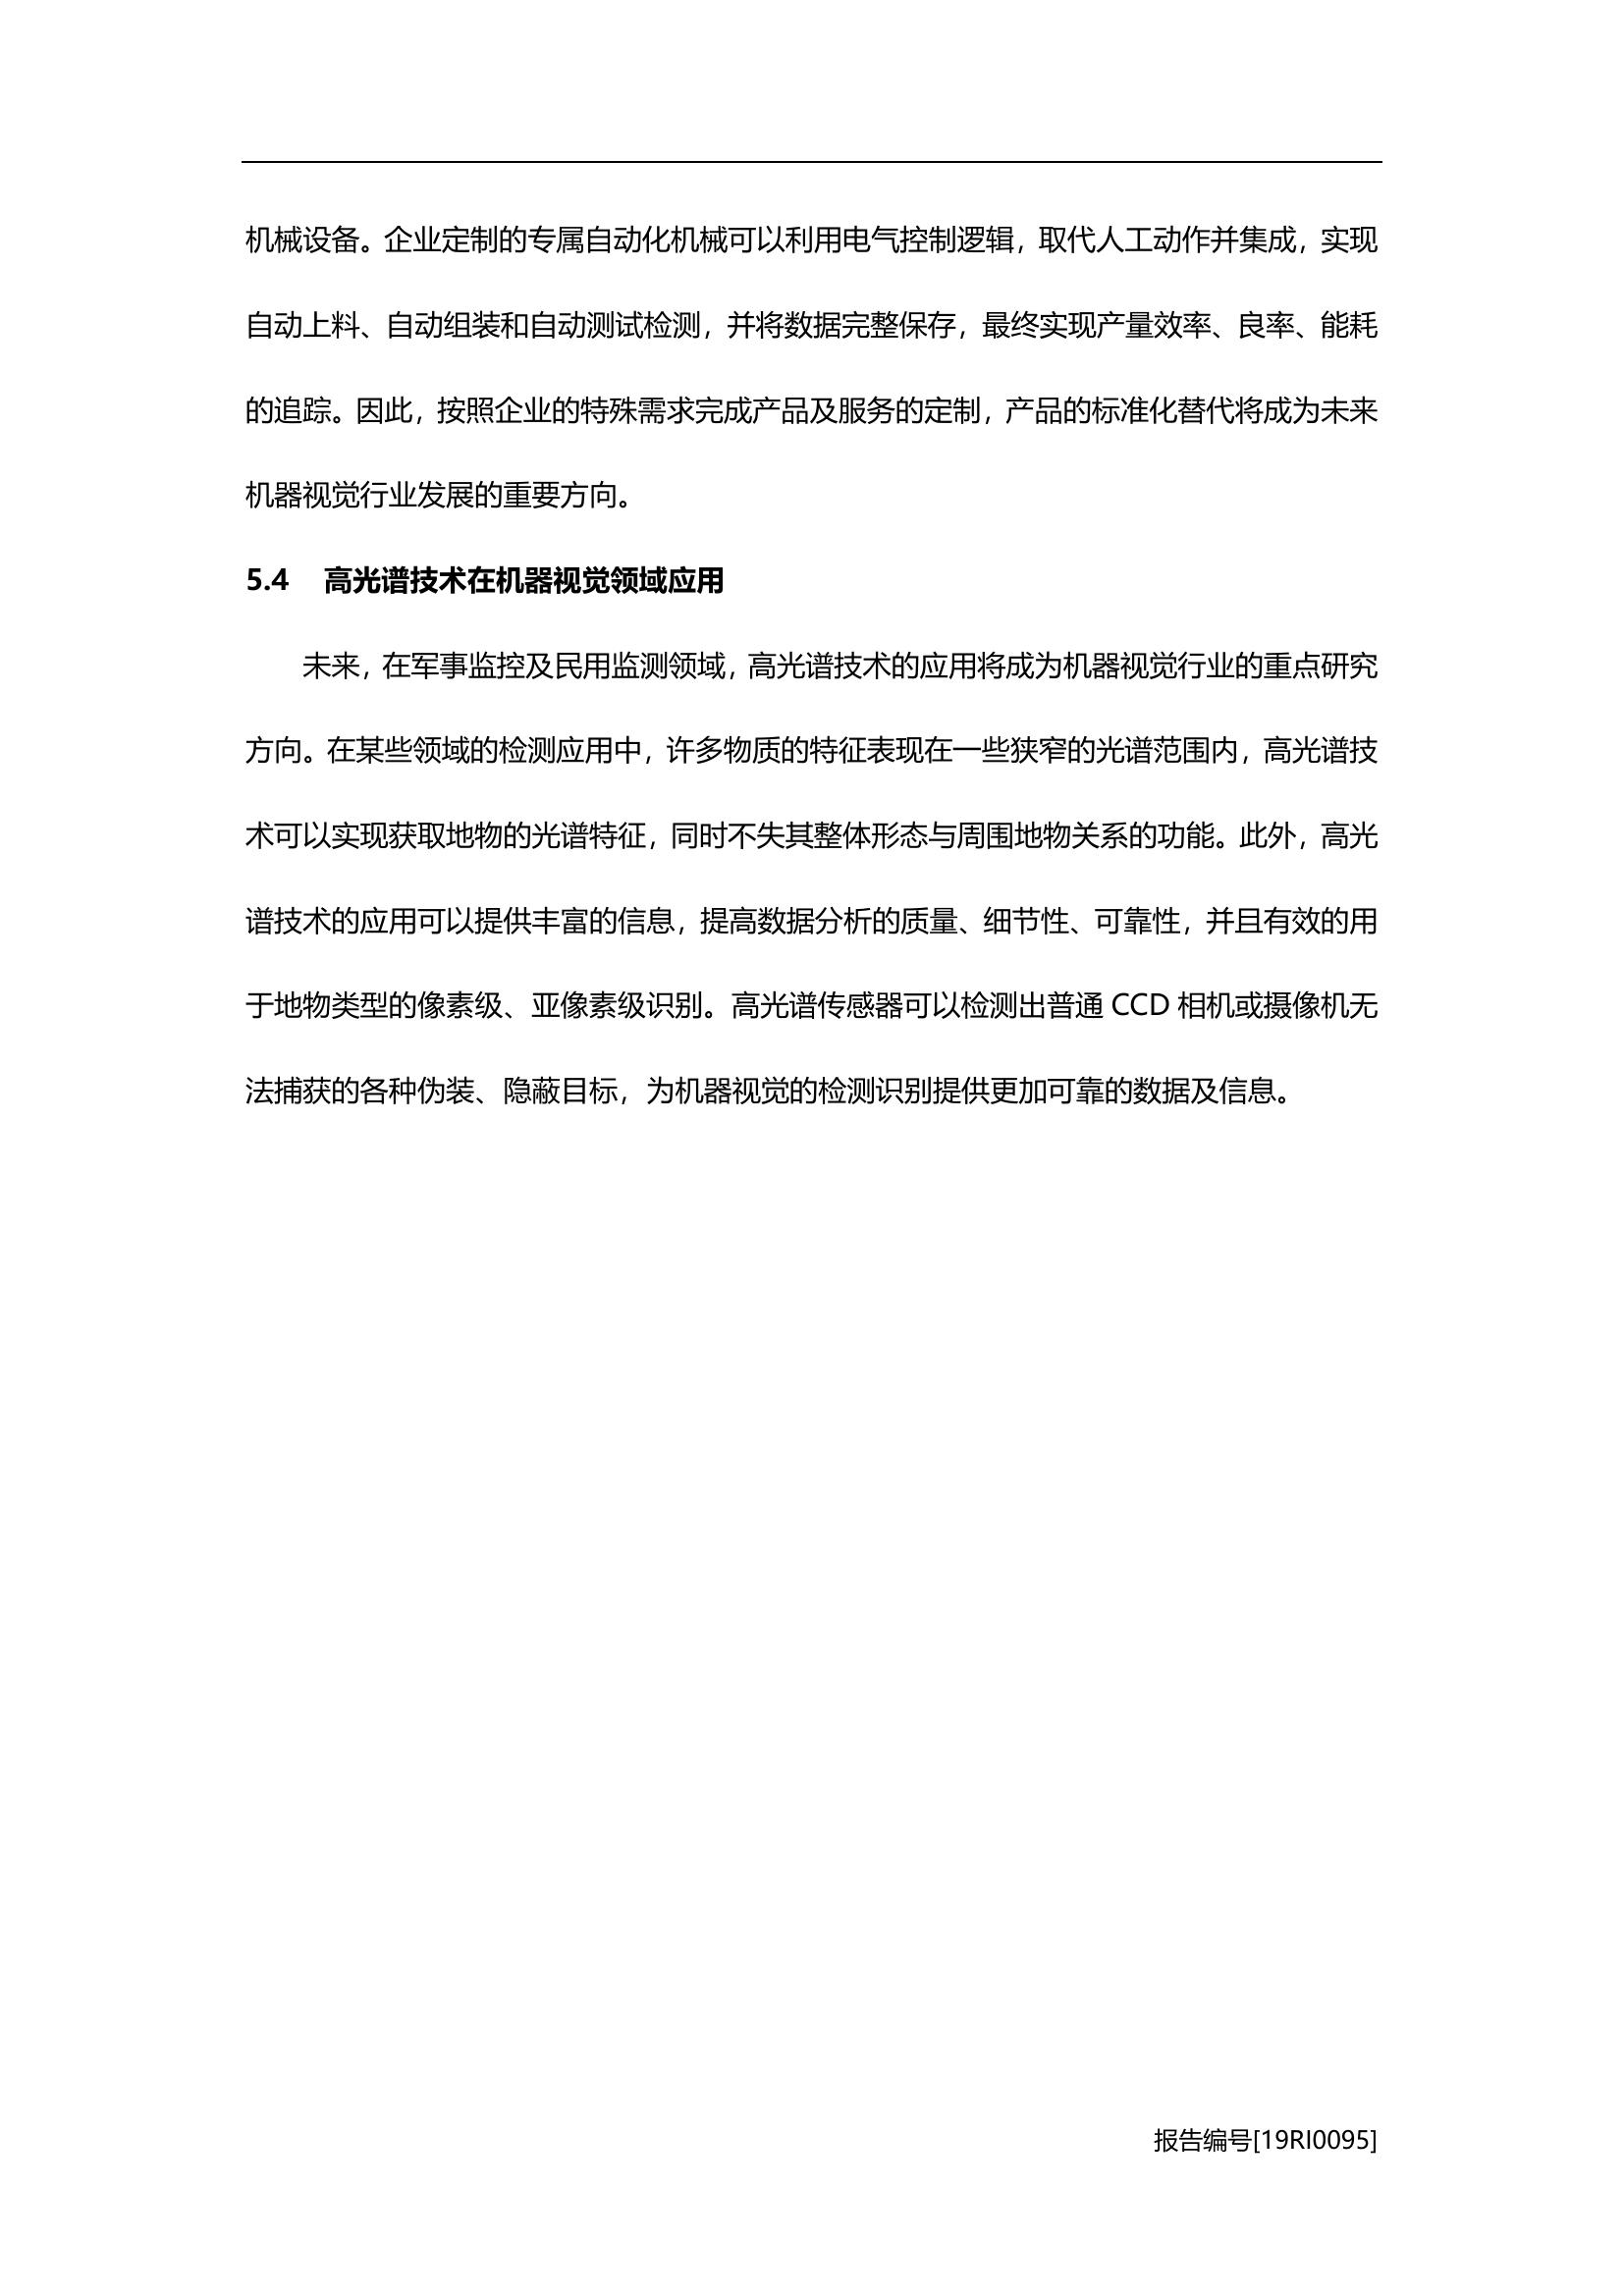 机械设备。企业定制的专属自动化机械可以利用电气控制逻辑，取代人工动作并集成，实现
自动上料、自动组装和自动测试检测，并将数据完整保存，最终实现产量效率、良率、能耗
的追踪。因此，按照企业的特殊需求完成产品及服务的定制，产品的标准化替代将成为未来
机器视觉行业发展的重要方向。
5.4 高光谱技术在机器视觉领域应用
未来，在军事监控及民用监测领域，高光谱技术的应用将成为机器视觉行业的重点研究
方向。在某些领域的检测应用中，许多物质的特征表现在一些狭窄的光谱范围内，高光谱技
术可以实现获取地物的光谱特征，同时不失其整体形态与周围地物关系的功能。此外，高光
谱技术的应用可以提供丰富的信息，提高数据分析的质量、细节性、可靠性，并且有效的用
于地物类型的像素级、亚像素级识别。高光谱传感器可以检测出普通 CCD 相机或摄像机无
法捕获的各种伪装、隐蔽目标，为机器视觉的检测识别提供更加可靠的数据及信息。
报告编号[19RI0095]